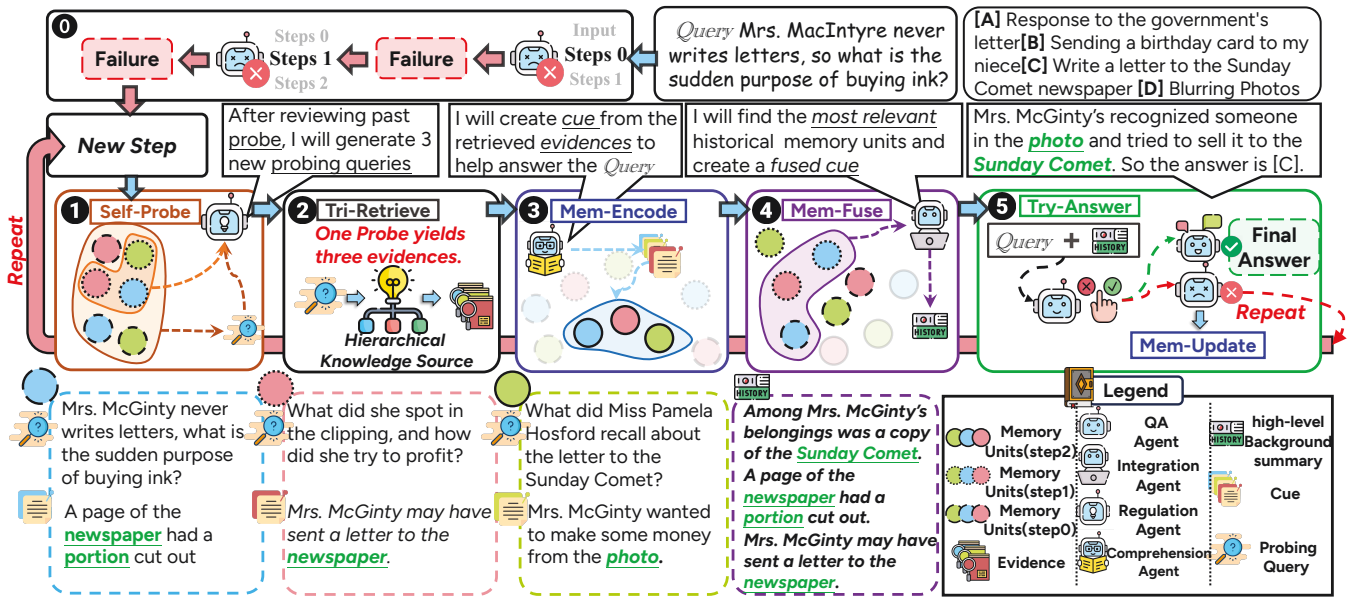 0
Failure
Steps 0
Steps 1
Steps 2
Failure
Input
Steps 0
Steps 1
Query Mrs. MacIntyre never
writes letters, so what is the
sudden purpose of buying ink?
[A] Response to the government's
letter[B] Sending a birthday card to my
niece[C] Write a letter to the Sunday
Comet newspaper [D] Blurring Photos
New Step
After reviewing past
probe, I will generate 3
new probing queries
I will create cue from the
retrieved evidences to
help answer the Query
I will find the most relevant
historical memory units and
create a fused cue
Mrs. McGinty's recognized someone
in the photo and tried to sell it to the
Sunday Comet. So the answer is [C].
Repeat
1 Self-Probe
2 Tri-Retrieve
One Probe yields
three evidences.
Hierarchical
Knowledge Source
3 Mem-Encode
4 Mem-Fuse
HISTORY
5 Try-Answer
Query + HISTORY
Final
Answer
Repeat
Mem-Update
Mrs. McGinty never
writes letters, what is
the sudden purpose
of buying ink?
A page of the
newspaper had a
portion cut out
What did she spot in
the clipping, and how
did she try to profit?
Mrs. McGinty may have
sent a letter to the
newspaper.
What did Miss Pamela
Hosford recall about
the letter to the
Sunday Comet?
Mrs. McGinty wanted
to make some money
from the photo.
HISTORY
Among Mrs. McGinty's
belongings was a copy
of the Sunday Comet.
A page of the
newspaper had a
portion cut out.
Mrs. McGinty may have
sent a letter to the
newspaper.
Legend
Memory
Units(step2)
Memory
Units(step1)
Memory
Units(step0)
Evidence
QA
Agent
Integration
Agent
Regulation
Agent
Comprehension
Agent
HISTORY
high-level
Background
summary
Cue
Probing
Query